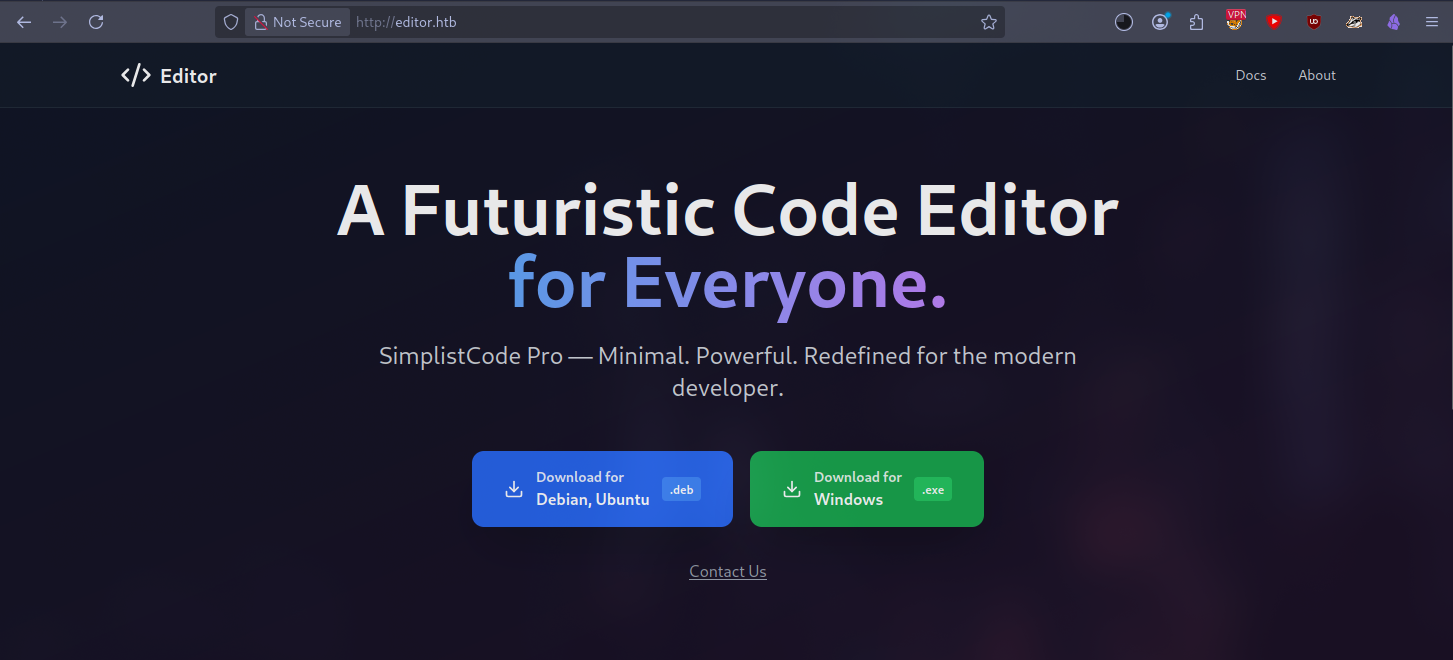 Not Secure http://editor.htb VPN UD
Editor Docs About
A Futuristic Code Editor
for Everyone.
SimplistCode Pro — Minimal. Powerful. Redefined for the modern
developer.
Download for
Debian, Ubuntu .deb
Download for
Windows .exe
Contact Us